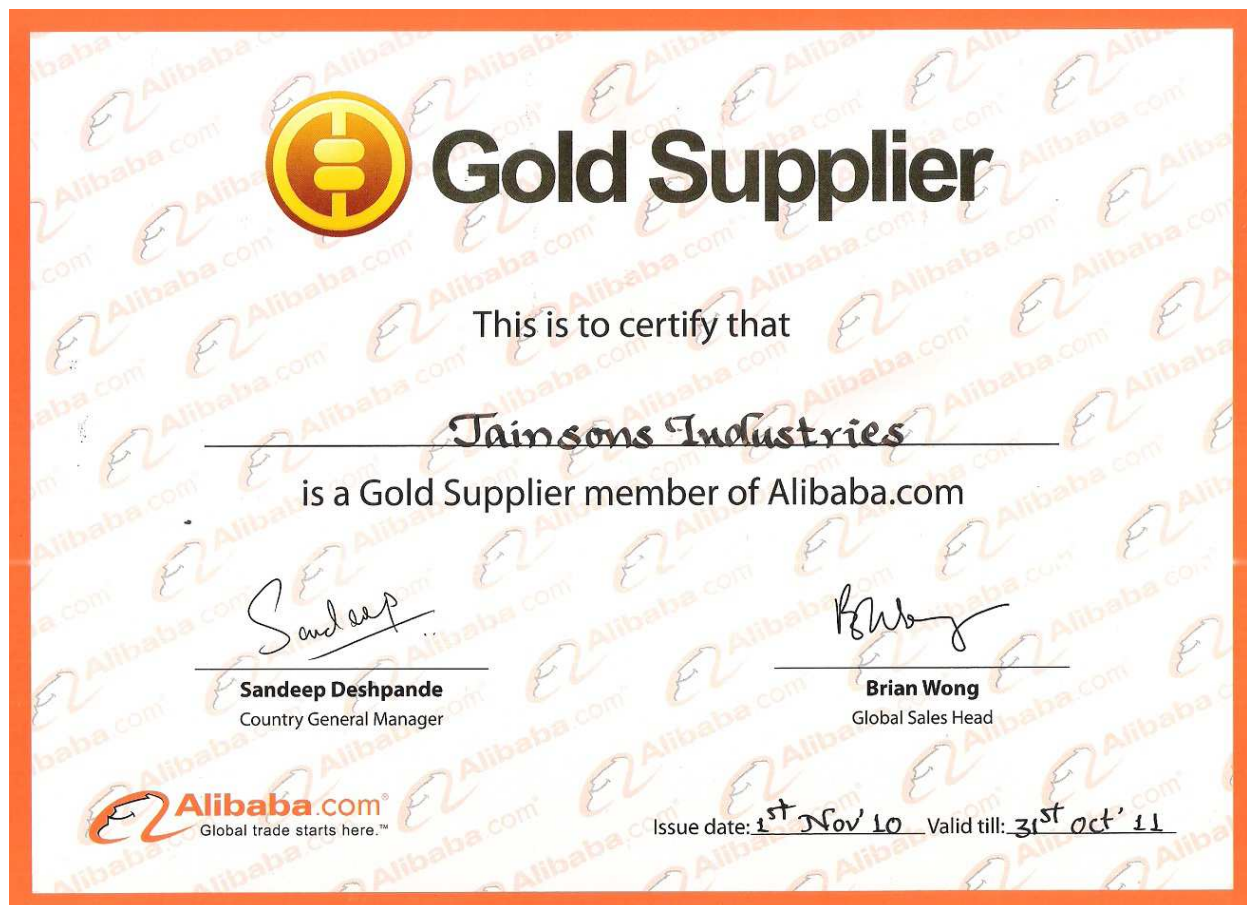 Gold Supplier
This is to certify that
Jainsons Industries
is a Gold Supplier member of Alibaba.com
Sandeep
Sandeep Deshpande
Country General Manager
BWong
Brian Wong
Global Sales Head
Alibaba.com®
Global trade starts here.™
Issue date: 1st Nov' 10 Valid till: 31st Oct' 11